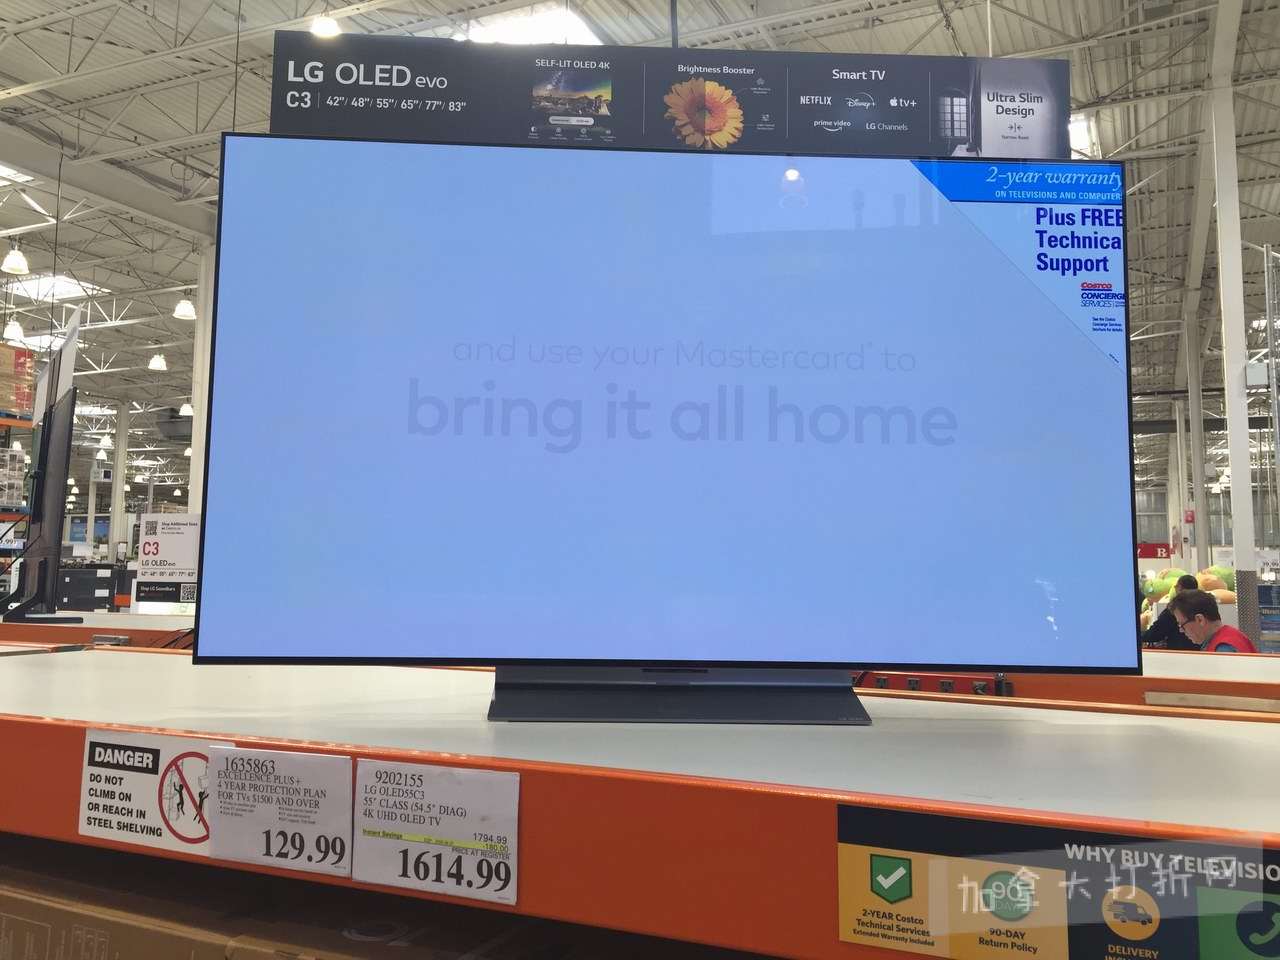 LG OLED evo
C3 | 42"/ 48"/ 55"/ 65"/ 77"/ 83"
SELF-LIT OLED 4K
Brightness Booster
Smart TV
NETFLIX Disney+ tv+
prime video LG Channels
Ultra Slim
Design
2-year warranty
ON TELEVISIONS AND COMPUTER
Plus FREE
Technica
Support
COSTCO
CONCIERGE
SERVICES
and use your Mastercard® to
bring it all home
C3
LG OLED evo
DANGER
DO NOT
CLIMB ON
OR REACH IN
STEEL SHELVING
1635863
EXCELLENCE PLUS+
4 YEAR PROTECTION PLAN
FOR TVs $1500 AND OVER
129.99
9202155
LG OLED55C3
55" CLASS (54.5" DIAG)
4K UHD OLED TV
1794.99
Instant Savings
180.00
PRICE AT REGISTER
1614.99
WHY BUY TELEVISIO
2-YEAR Costco
Technical Services
Extended Warranty Included
90
DAY
90-DAY
Return Policy
DELIVERY
加拿大打折网